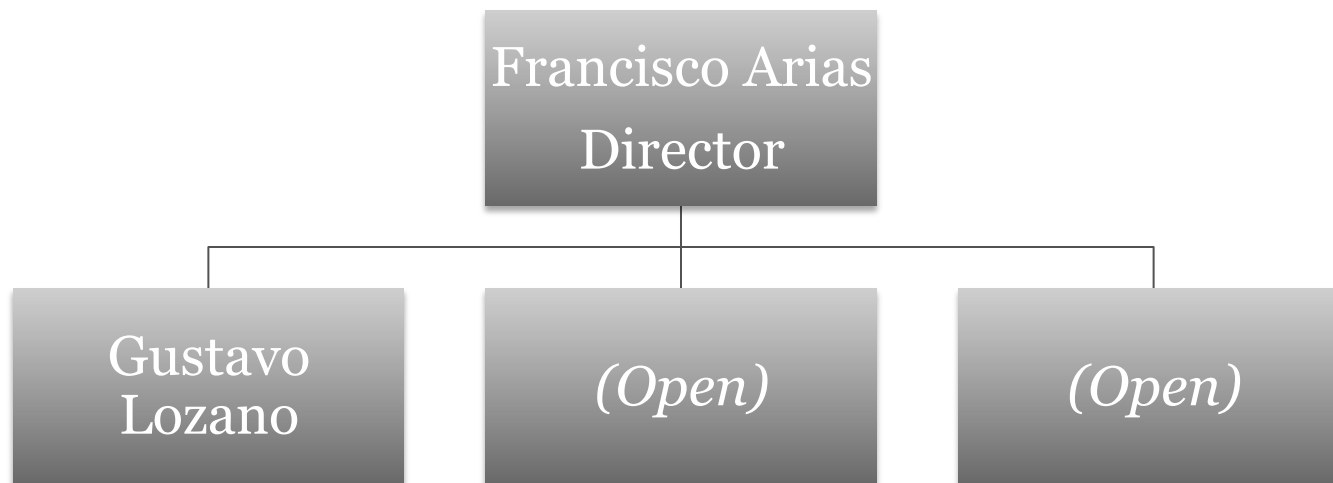 Francisco Arias
Director
Gustavo
Lozano
(Open)
(Open)